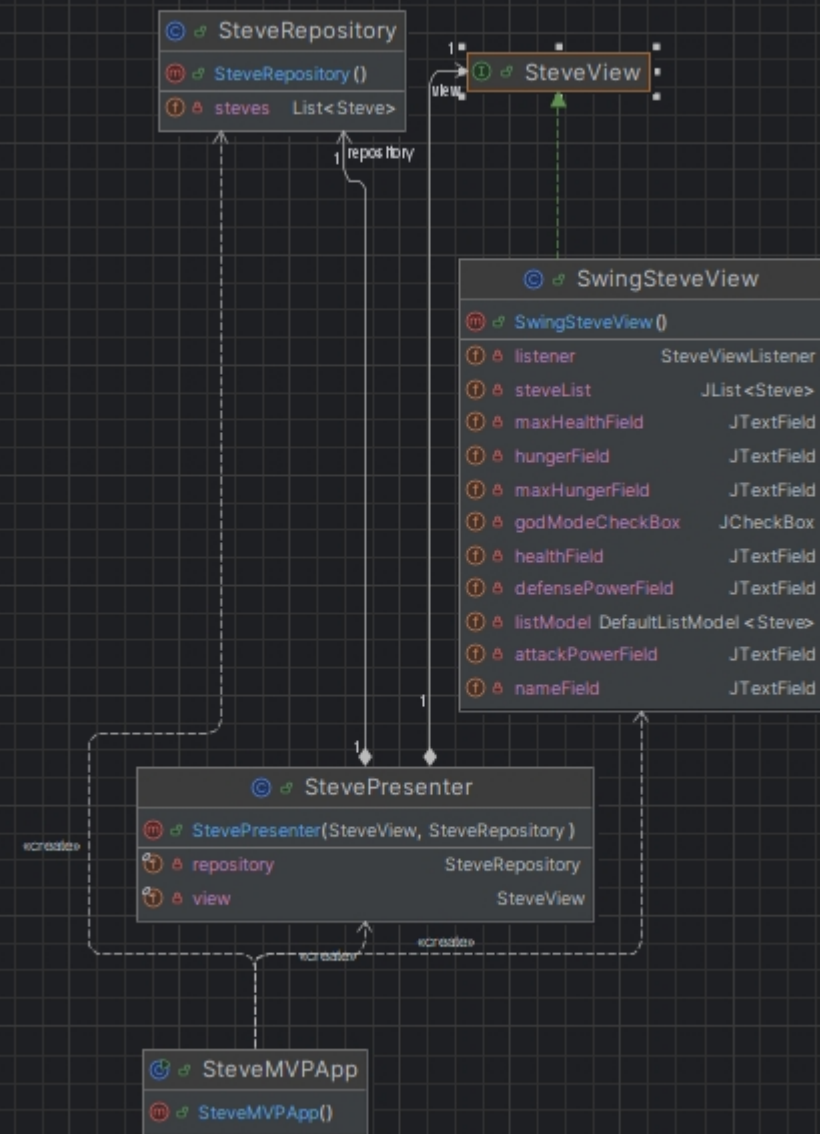 SteveRepository
SteveRepository()
steves List<Steve>
1 repository
1
SteveView
view
SwingSteveView
SwingSteveView()
listener SteveViewListener
steveList JList<Steve>
maxHealthField JTextField
hungerField JTextField
maxHungerField JTextField
godModeCheckBox JCheckBox
healthField JTextField
defensePowerField JTextField
listModel DefaultListModel<Steve>
attackPowerField JTextField
nameField JTextField
1
1
StevePresenter
StevePresenter(SteveView, SteveRepository)
repository SteveRepository
view SteveView
«create»
«create»
«create»
SteveMVPApp
SteveMVPApp()